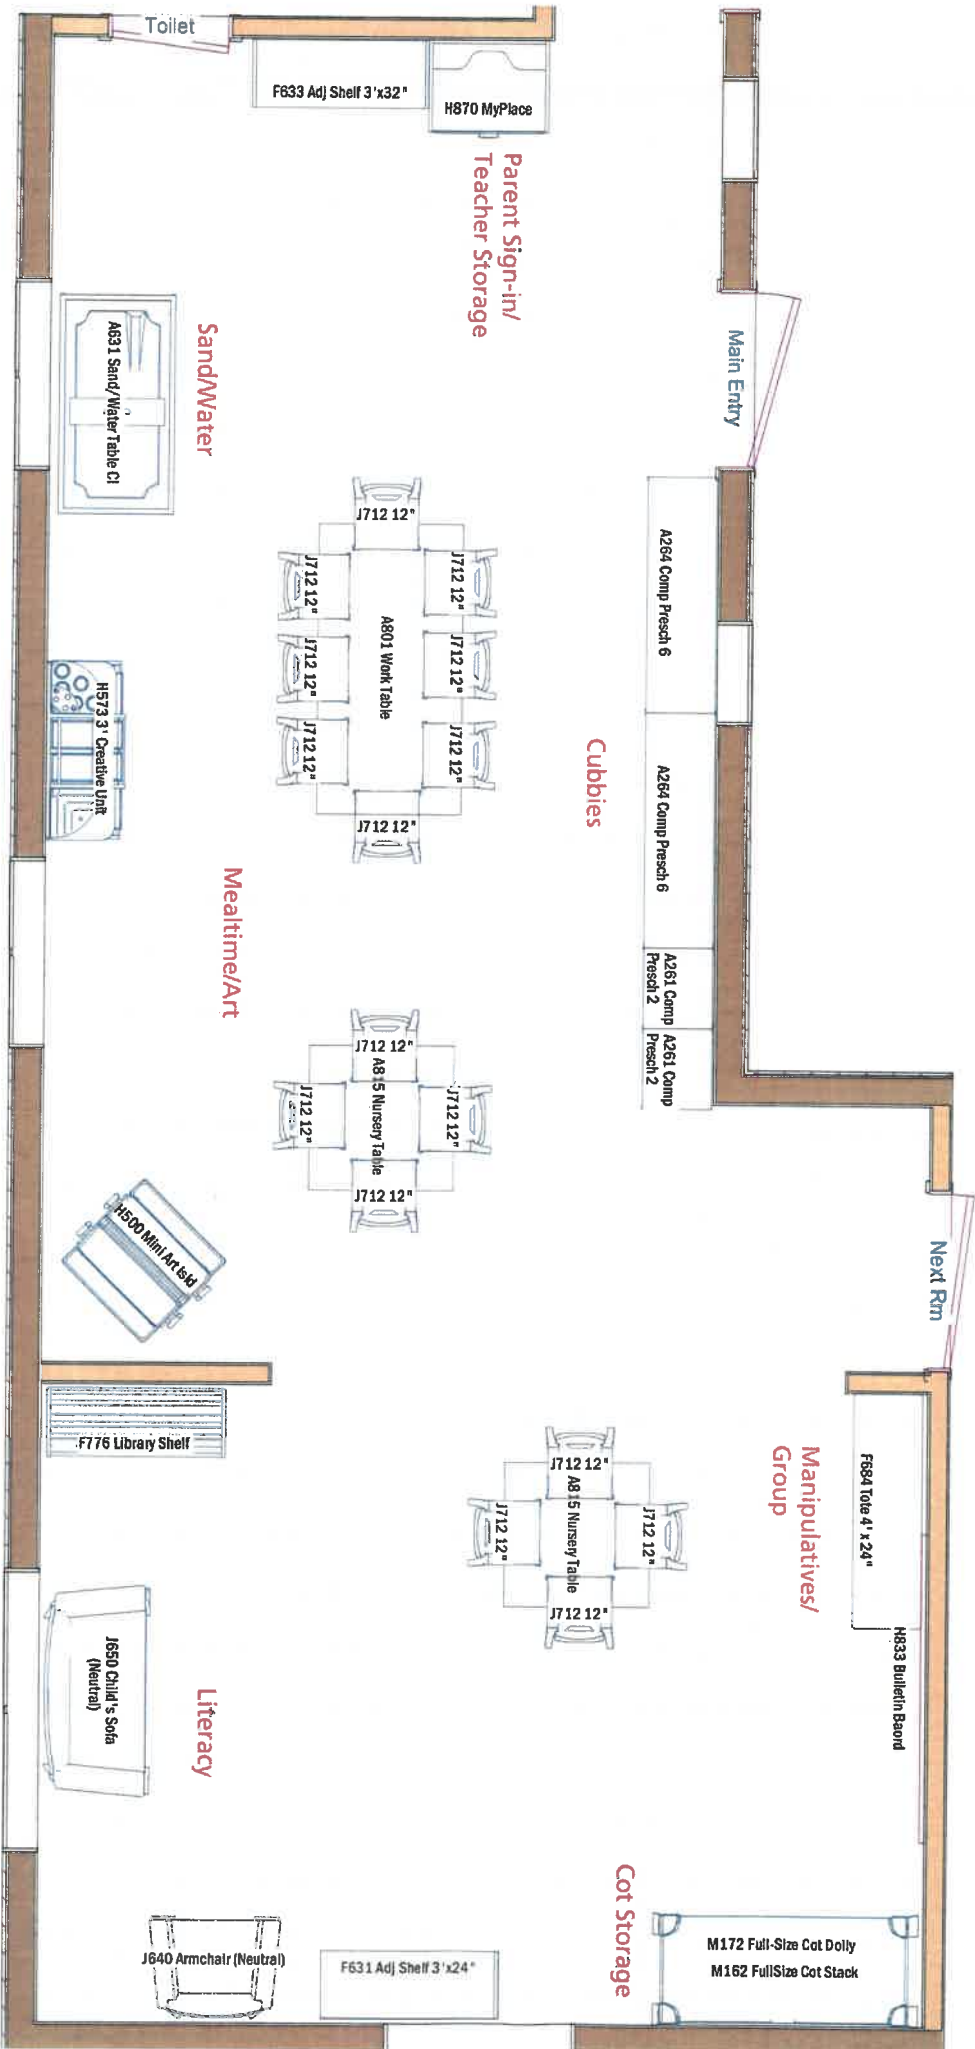 Toilet
F633 Adj Shelf 3'x32"
H870 MyPlace
Parent Sign-in/
Teacher Storage
Main Entry
Sand/Water
A631 Sand/Water Table Cl
J712 12"
J712 12"
J712 12"
J712 12"
J712 12"
J712 12"
J712 12"
J712 12"
A801 Work Table
A264 Comp Presch 6
A264 Comp Presch 6
A261 Comp
Presch 2
A261 Comp
Presch 2
Cubbies
H573 3' Creative Unit
Mealtime/Art
J712 12"
J712 12"
J712 12"
J712 12"
A815 Nursery Table
H500 Mini Art Isld
Next Rm
F776 Library Shelf
J712 12"
J712 12"
J712 12"
J712 12"
A815 Nursery Table
Manipulatives/
Group
F684 Tote 4' x 24"
H833 Bulletin Baord
J650 Child's Sofa
(Neutral)
Literacy
Cot Storage
M172 Full-Size Cot Dolly
M162 FullSize Cot Stack
J640 Armchair (Neutral)
F631 Adj Shelf 3'x24"